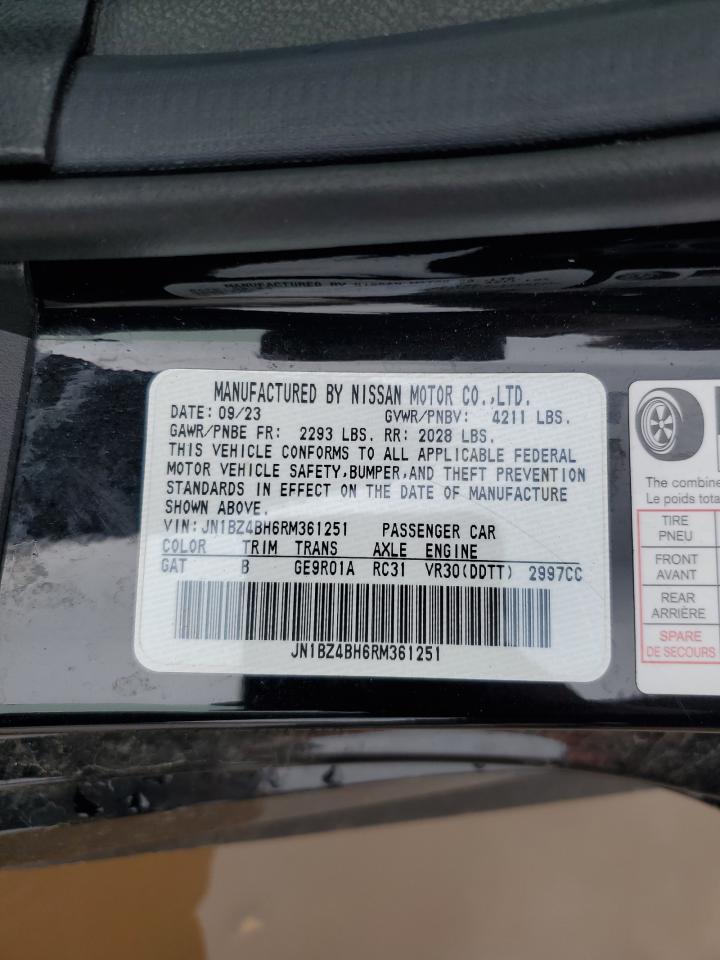 MANUFACTURED BY NISSAN MOTOR CO.,LTD.
DATE: 09/23 GVWR/PNBV: 4211 LBS.
GAWR/PNBE FR: 2293 LBS. RR: 2028 LBS.
THIS VEHICLE CONFORMS TO ALL APPLICABLE FEDERAL
MOTOR VEHICLE SAFETY,BUMPER,AND THEFT PREVENTION
STANDARDS IN EFFECT ON THE DATE OF MANUFACTURE
SHOWN ABOVE.
VIN:JN1BZ4BH6RM361251 PASSENGER CAR
COLOR TRIM TRANS AXLE ENGINE
GAT B GE9R01A RC31 VR30(DDTT) 2997CC
JN1BZ4BH6RM361251
The combine
Le poids tota
TIRE
PNEU
FRONT
AVANT
REAR
ARRIÈRE
SPARE
DE SECOURS